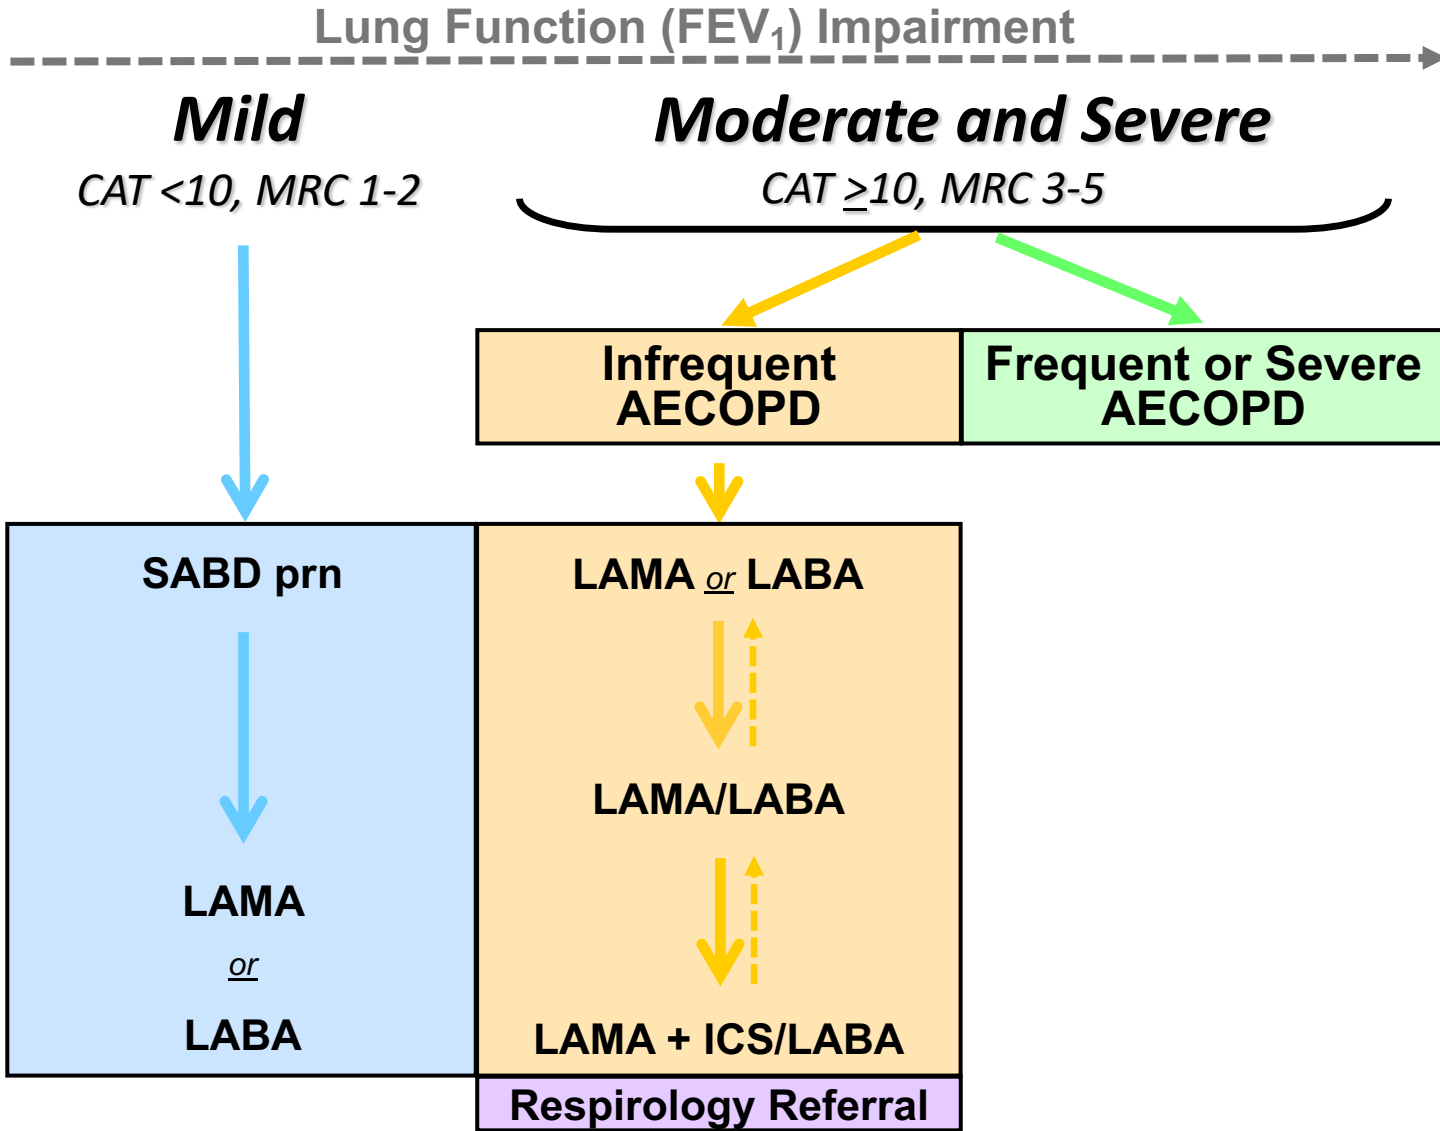 Lung Function (FEV₁) Impairment
Mild
CAT <10, MRC 1-2
Moderate and Severe
CAT ≥10, MRC 3-5
Infrequent
AECOPD
Frequent or Severe
AECOPD
SABD prn
LAMA
or
LABA
LAMA or LABA
LAMA/LABA
LAMA + ICS/LABA
Respirology Referral